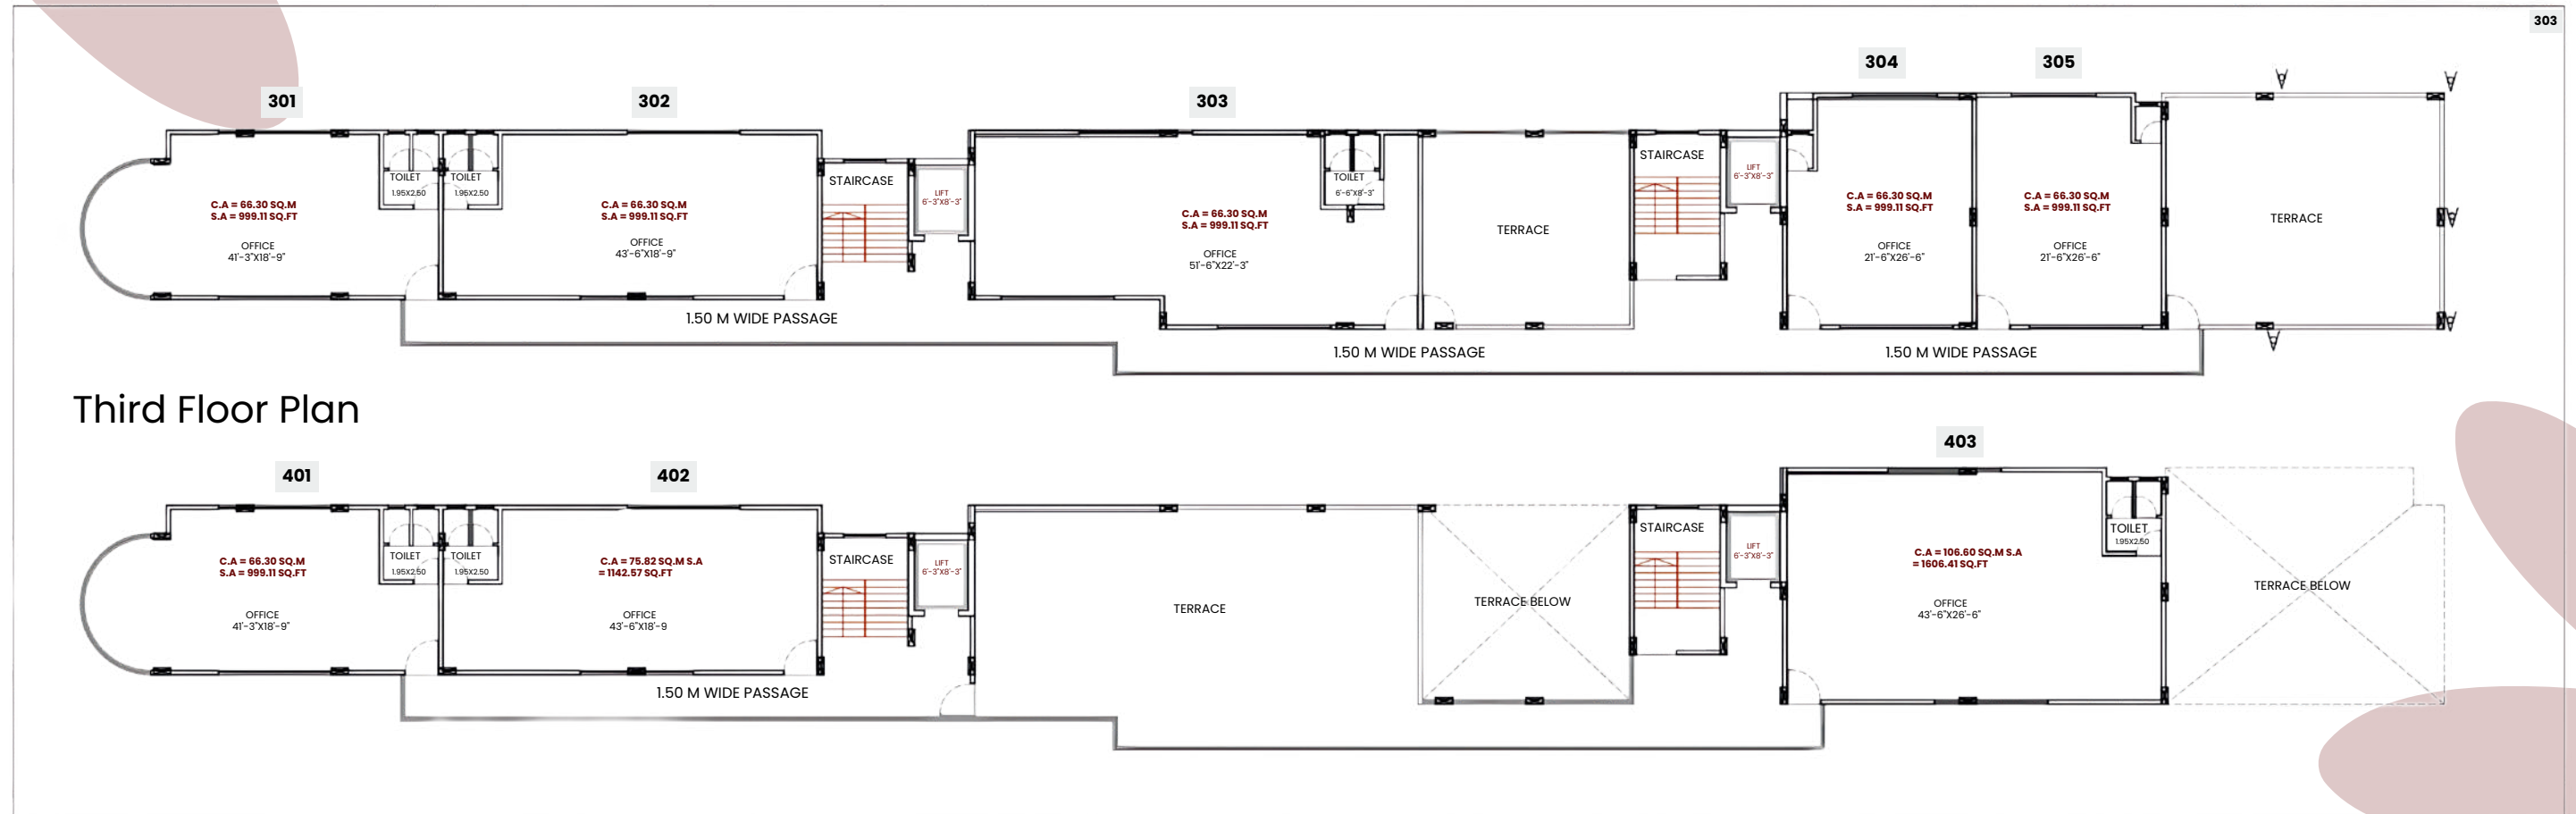 303
301
302
303
304
305
TOILET
1.95X2.50
TOILET
1.95X2.50
C.A = 66.30 SQ.M
S.A = 999.11 SQ.FT
OFFICE
41'-3"X18'-9"
C.A = 66.30 SQ.M
S.A = 999.11 SQ.FT
OFFICE
43'-6"X18'-9"
STAIRCASE
LIFT
6'-3"X8'-3"
C.A = 66.30 SQ.M
S.A = 999.11 SQ.FT
OFFICE
51'-6"X22'-3"
TOILET
6'-6"X8'-3"
TERRACE
STAIRCASE
LIFT
6'-3"X8'-3"
C.A = 66.30 SQ.M
S.A = 999.11 SQ.FT
OFFICE
21'-6"X26'-6"
C.A = 66.30 SQ.M
S.A = 999.11 SQ.FT
OFFICE
21'-6"X26'-6"
TERRACE
1.50 M WIDE PASSAGE
1.50 M WIDE PASSAGE
1.50 M WIDE PASSAGE
Third Floor Plan
401
402
403
C.A = 66.30 SQ.M
S.A = 999.11 SQ.FT
OFFICE
41'-3"X18'-9"
TOILET
1.95X2.50
TOILET
1.95X2.50
C.A = 75.82 SQ.M S.A
= 1142.57 SQ.FT
OFFICE
43'-6"X18'-9
STAIRCASE
LIFT
6'-3"X8'-3"
TERRACE
TERRACE BELOW
STAIRCASE
LIFT
6'-3"X8'-3"
C.A = 106.60 SQ.M S.A
= 1606.41 SQ.FT
OFFICE
43'-6"X26'-6"
TOILET
1.95X2.50
TERRACE BELOW
1.50 M WIDE PASSAGE